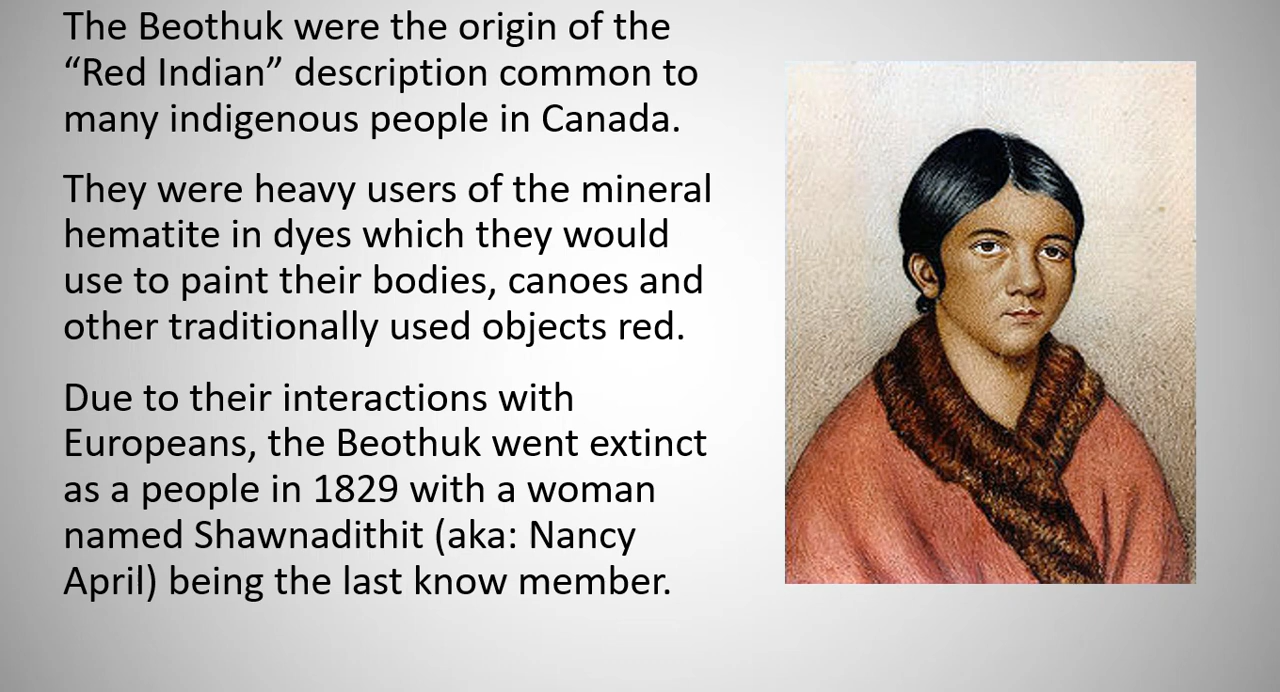 The Beothuk were the origin of the
“Red Indian” description common to
many indigenous people in Canada.
They were heavy users of the mineral
hematite in dyes which they would
use to paint their bodies, canoes and
other traditionally used objects red.
Due to their interactions with
Europeans, the Beothuk went extinct
as a people in 1829 with a woman
named Shawnadithit (aka: Nancy
April) being the last know member.